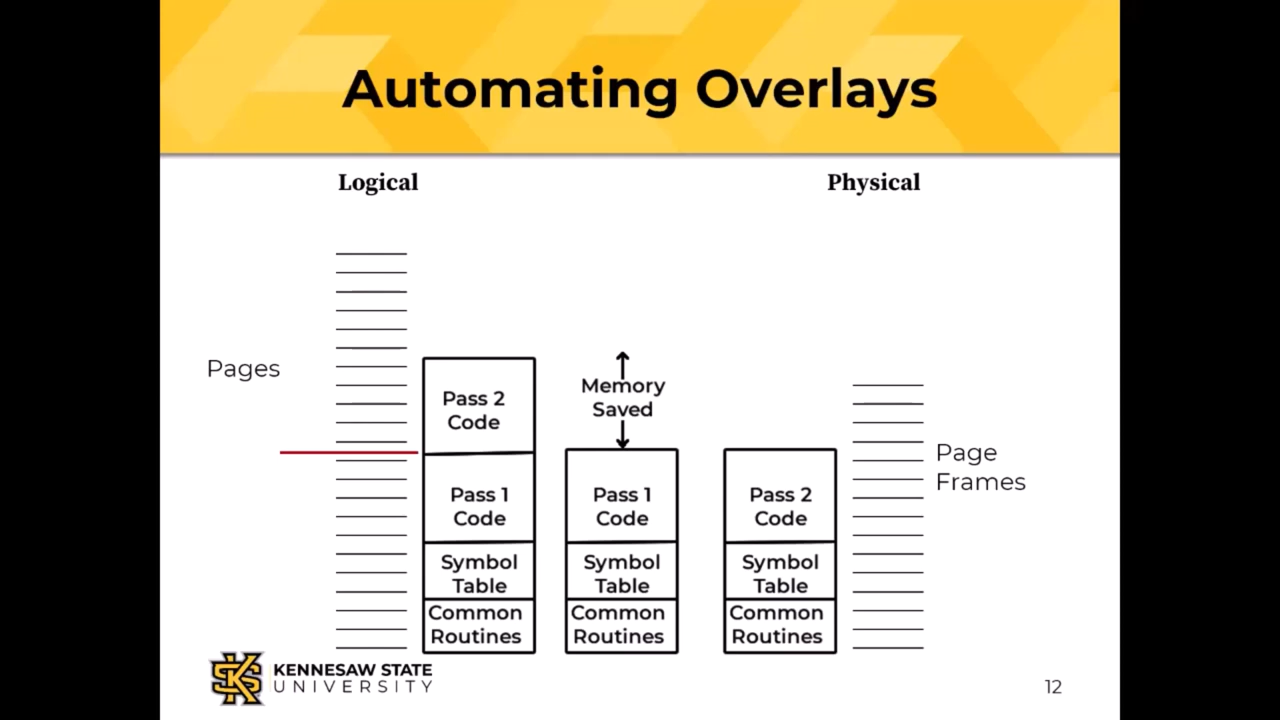 Automating Overlays
Logical
Physical
Pages
Pass 2
Code
Pass 1
Code
Symbol
Table
Common
Routines
Memory
Saved
Pass 1
Code
Symbol
Table
Common
Routines
Pass 2
Code
Symbol
Table
Common
Routines
Page
Frames
KENNESAW STATE
UNIVERSITY
12